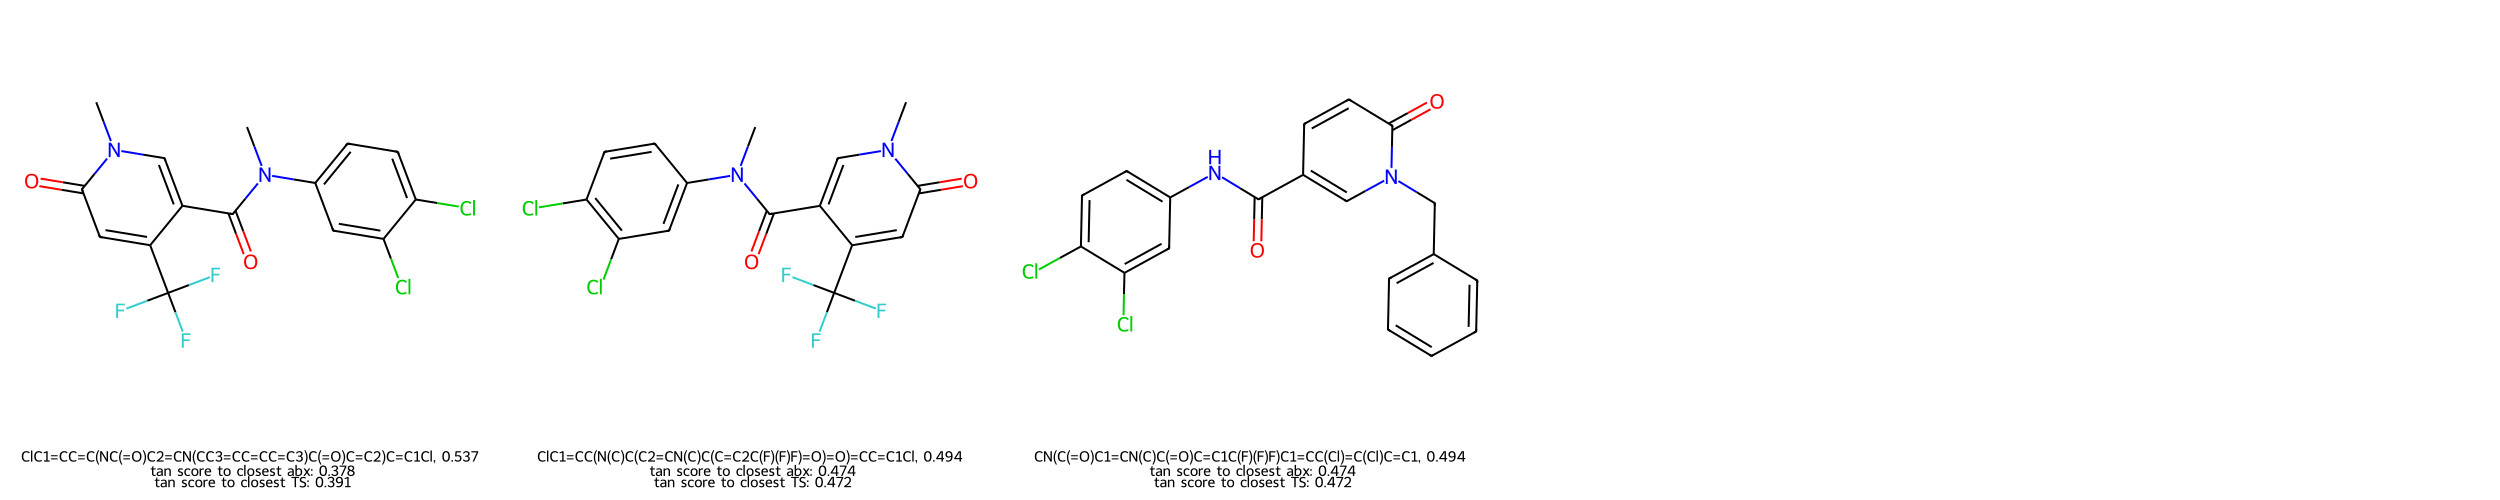 O N N O F F F Cl Cl
Cl Cl N O N O F F F
Cl Cl H N O N O
ClC1=CC=C(NC(=O)C2=CN(CC3=CC=CC=C3)C(=O)C=C2)C=C1Cl, 0.537
tan score to closest abx: 0.378
tan score to closest TS: 0.391
ClC1=CC(N(C)C(C2=CN(C)C(C=C2C(F)(F)F)=O)=O)=CC=C1Cl, 0.494
tan score to closest abx: 0.474
tan score to closest TS: 0.472
CN(C(=O)C1=CN(C)C(=O)C=C1C(F)(F)F)C1=CC(Cl)=C(Cl)C=C1, 0.494
tan score to closest abx: 0.474
tan score to closest TS: 0.472